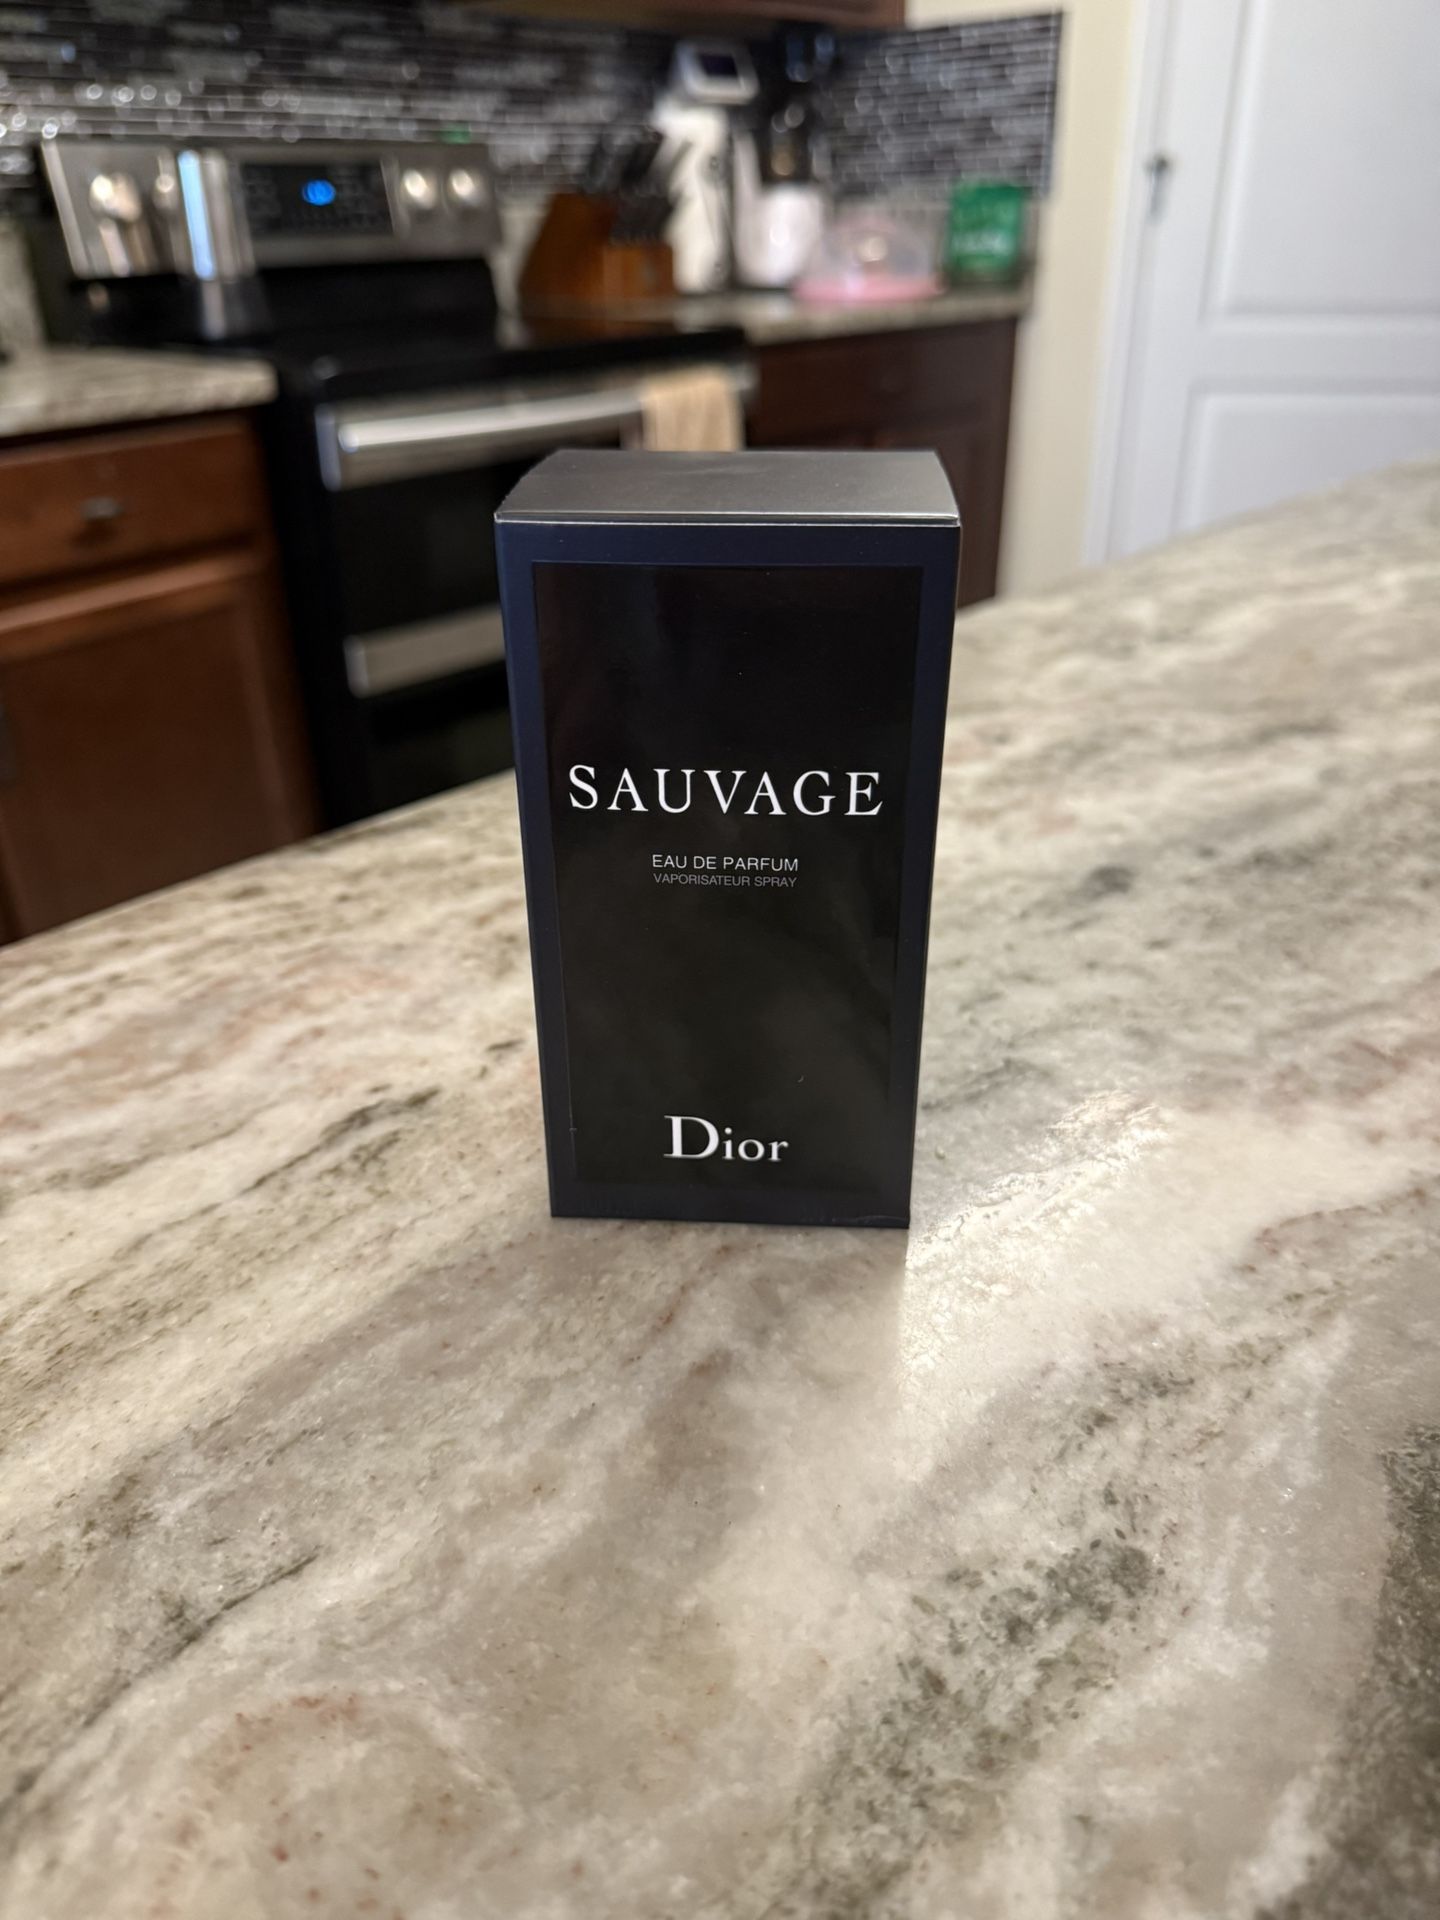 SAUVAGE
EAU DE PARFUM
VAPORISATEUR SPRAY
Dior